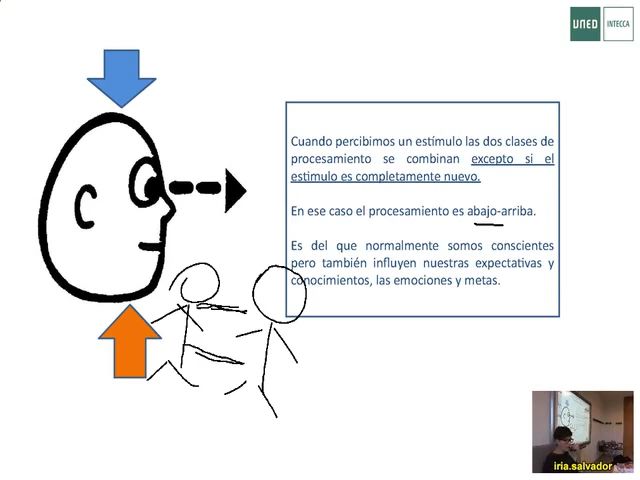 UNED
INTECCA
Cuando percibimos un estímulo las dos clases de
procesamiento se combinan excepto si el
estimulo es completamente nuevo.
En ese caso el procesamiento es abajo-arriba.
Es del que normalmente somos conscientes
pero también influyen nuestras expectativas y
conocimientos, las emociones y metas.
iria.salvador